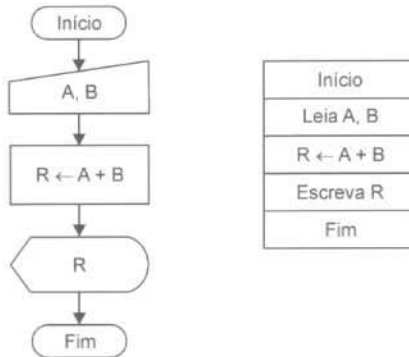 Início
A, B
R ← A + B
R
Fim
Início
Leia A, B
R ← A + B
Escreva R
Fim